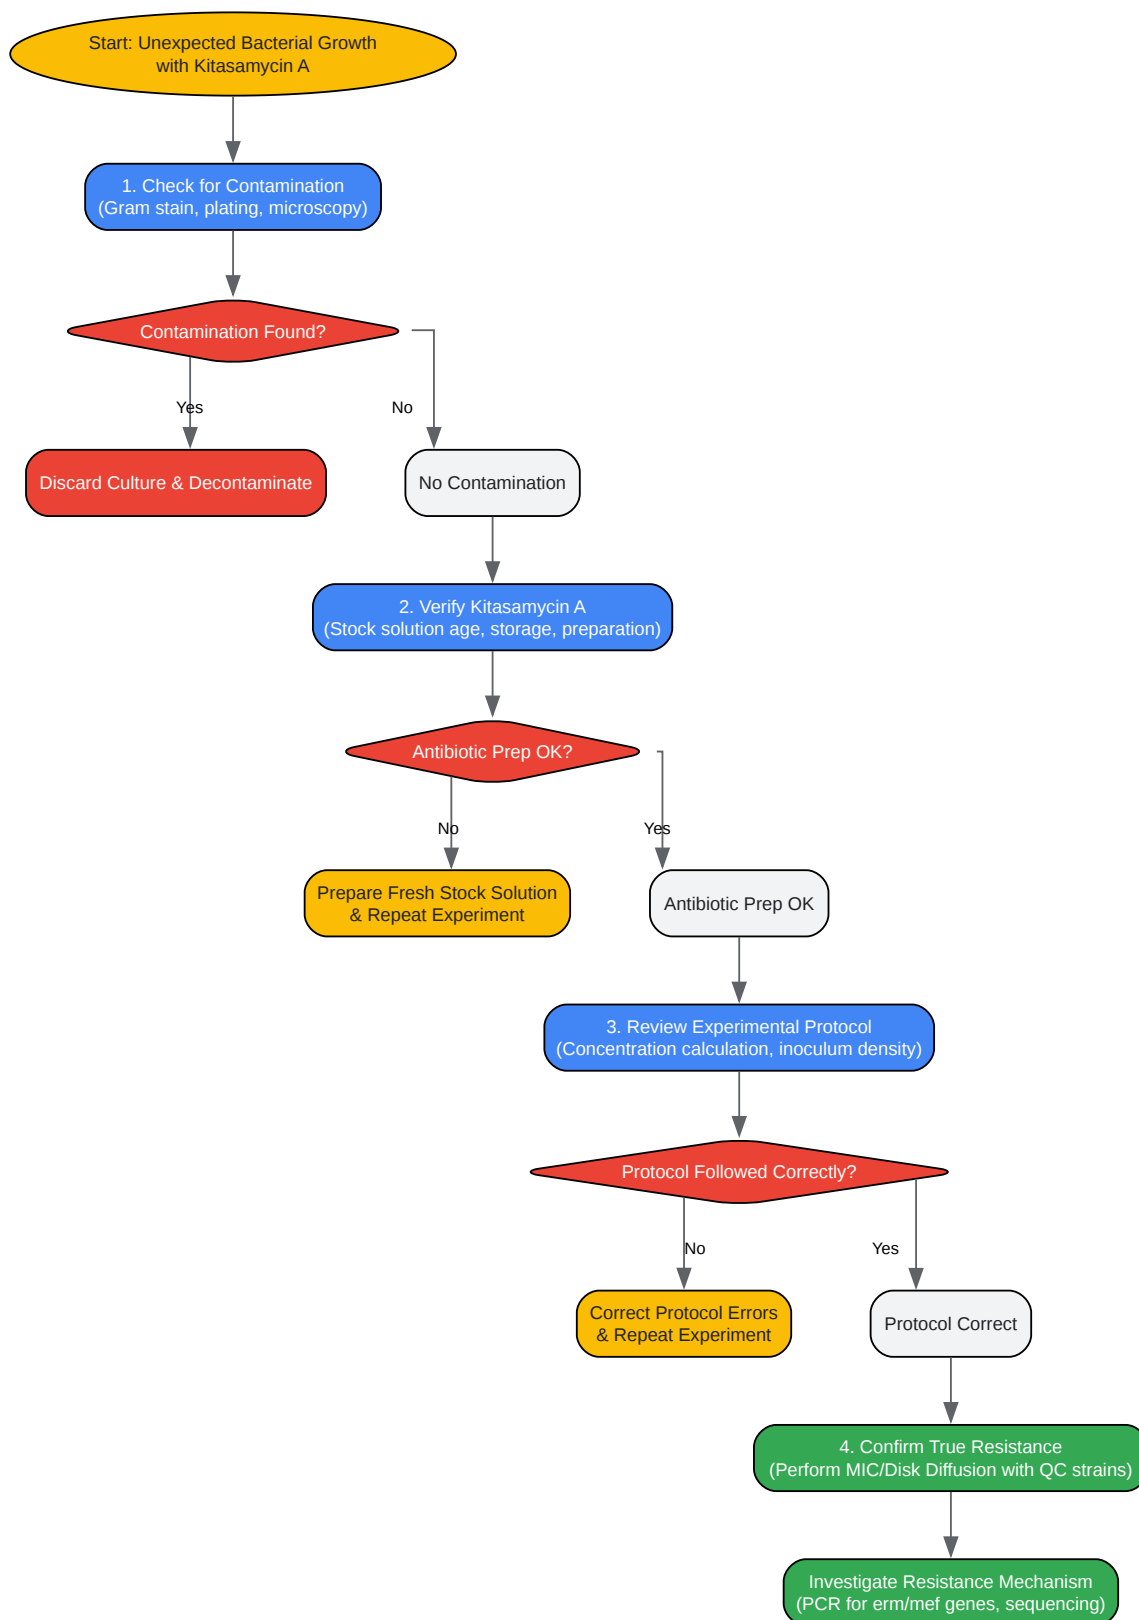 Start: Unexpected Bacterial Growth
with Kitasamycin A
1. Check for Contamination
(Gram stain, plating, microscopy)
Contamination Found?
Yes
No
Discard Culture & Decontaminate
No Contamination
2. Verify Kitasamycin A
(Stock solution age, storage, preparation)
Antibiotic Prep OK?
No
Yes
Prepare Fresh Stock Solution
& Repeat Experiment
Antibiotic Prep OK
3. Review Experimental Protocol
(Concentration calculation, inoculum density)
Protocol Followed Correctly?
No
Yes
Correct Protocol Errors
& Repeat Experiment
Protocol Correct
4. Confirm True Resistance
(Perform MIC/Disk Diffusion with QC strains)
Investigate Resistance Mechanism
(PCR for erm/mef genes, sequencing)